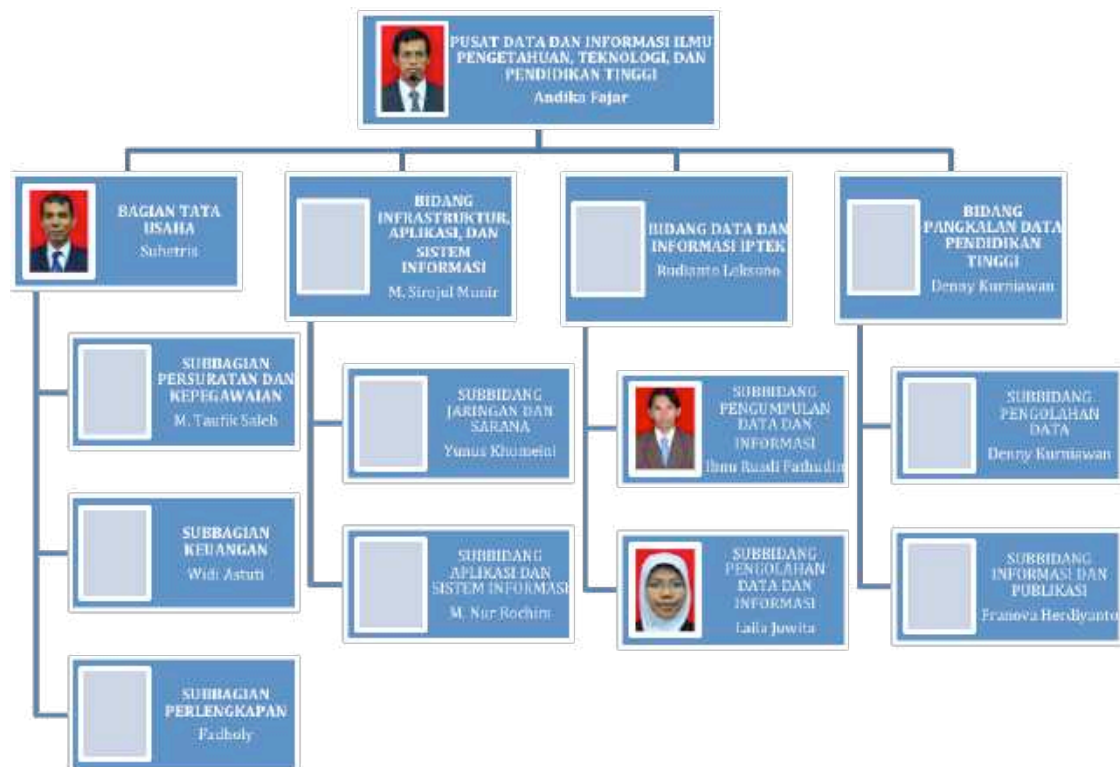 PUSAT DATA DAN INFORMASI ILMU
PENGETAHUAN, TEKNOLOGI, DAN
PENDIDIKAN TINGGI
Andika Fajar
BAGIAN TATA
USAHA
Suhetris
SUBBAGIAN
PERSURATAN DAN
KEPEGAWAIAN
M. Taufik Saleh
SUBBAGIAN
KEUANGAN
Widi Astuti
SUBBAGIAN
PERLENGKAPAN
Fadholy
BIDANG
INFRASTRUKTUR,
APLIKASI, DAN
SISTEM
INFORMASI
M. Sirojul Munir
SUBBIDANG
JARINGAN DAN
SARANA
Yunus Khomeini
SUBBIDANG
APLIKASI DAN
SISTEM INFORMASI
M. Nur Rochim
BIDANG DATA DAN
INFORMASI IPTEK
Rudianto Leksono
SUBBIDANG
PENGUMPULAN
DATA DAN
INFORMASI
Ibnu Rusdi Fathudin
SUBBIDANG
PENGOLAHAN
DATA DAN
INFORMASI
Laila Juwita
BIDANG
PANGKALAN DATA
PENDIDIKAN
TINGGI
Denny Kurniawan
SUBBIDANG
PENGOLAHAN
DATA
Denny Kurniawan
SUBBIDANG
INFORMASI DAN
PUBLIKASI
Franova Herdiyanto